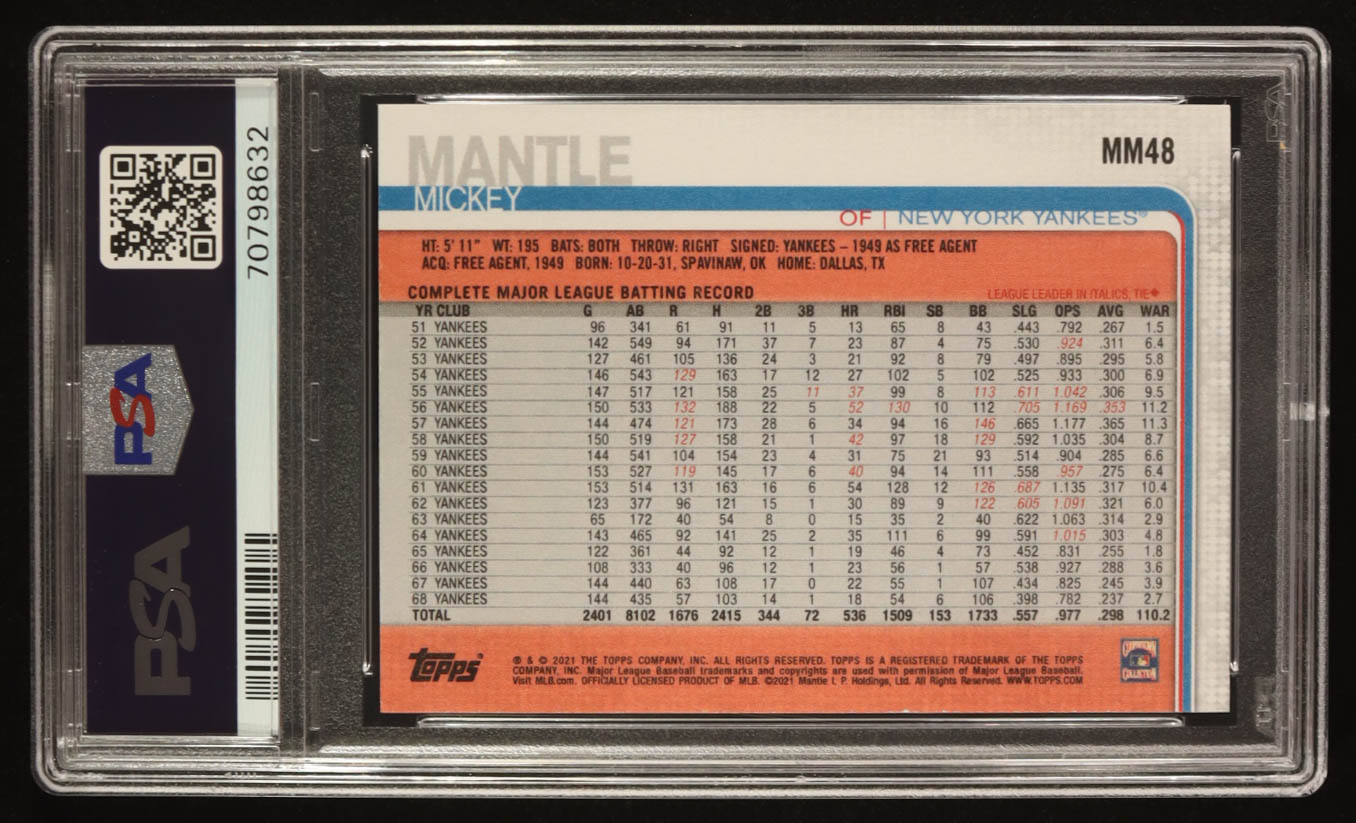 70798632
PSA
PSA
MANTLE
MM48
MICKEY
OF | NEW YORK YANKEES®
HT: 5' 11" WT: 195 BATS: BOTH THROW: RIGHT SIGNED: YANKEES – 1949 AS FREE AGENT
ACQ: FREE AGENT, 1949 BORN: 10-20-31, SPAVINAW, OK HOME: DALLAS, TX
COMPLETE MAJOR LEAGUE BATTING RECORD LEAGUE LEADER IN ITALICS, TIE◆
YR CLUB G AB R H 2B 3B HR RBI SB BB SLG OPS AVG WAR
51 YANKEES 96 341 61 91 11 5 13 65 8 43 .443 .792 .267 1.5
52 YANKEES 142 549 94 171 37 7 23 87 4 75 .530 .924 .311 6.4
53 YANKEES 127 461 105 136 24 3 21 92 8 79 .497 .895 .295 5.8
54 YANKEES 146 543 129 163 17 12 27 102 5 102 .525 .933 .300 6.9
55 YANKEES 147 517 121 158 25 11 37 99 8 113 .611 1.042 .306 9.5
56 YANKEES 150 533 132 188 22 5 52 130 10 112 .705 1.169 .353 11.2
57 YANKEES 144 474 121 173 28 6 34 94 16 146 .665 1.177 .365 11.3
58 YANKEES 150 519 127 158 21 1 42 97 18 129 .592 1.035 .304 8.7
59 YANKEES 144 541 104 154 23 4 31 75 21 93 .514 .904 .285 6.6
60 YANKEES 153 527 119 145 17 6 40 94 14 111 .558 .957 .275 6.4
61 YANKEES 153 514 131 163 16 6 54 128 12 126 .687 1.135 .317 10.4
62 YANKEES 123 377 96 121 15 1 30 89 9 122 .605 1.091 .321 6.0
63 YANKEES 65 172 40 54 8 0 15 35 2 40 .622 1.063 .314 2.9
64 YANKEES 143 465 92 141 25 2 35 111 6 99 .591 1.015 .303 4.8
65 YANKEES 122 361 44 92 12 1 19 46 4 73 .452 .831 .255 1.8
66 YANKEES 108 333 40 96 12 1 23 56 1 57 .538 .927 .288 3.6
67 YANKEES 144 440 63 108 17 0 22 55 1 107 .434 .825 .245 3.9
68 YANKEES 144 435 57 103 14 1 18 54 6 106 .398 .782 .237 2.7
TOTAL 2401 8102 1676 2415 344 72 536 1509 153 1733 .557 .977 .298 110.2
topps
® & © 2021 THE TOPPS COMPANY, INC. ALL RIGHTS RESERVED. TOPPS IS A REGISTERED TRADEMARK OF THE TOPPS
COMPANY, INC. Major League Baseball trademarks and copyrights are used with permission of Major League Baseball.
Visit MLB.com. OFFICIALLY LICENSED PRODUCT OF MLB. ©2021 Mantle I. P. Holdings, Ltd. All Rights Reserved. WWW.TOPPS.COM
COOPERSTOWN
COLLECTION